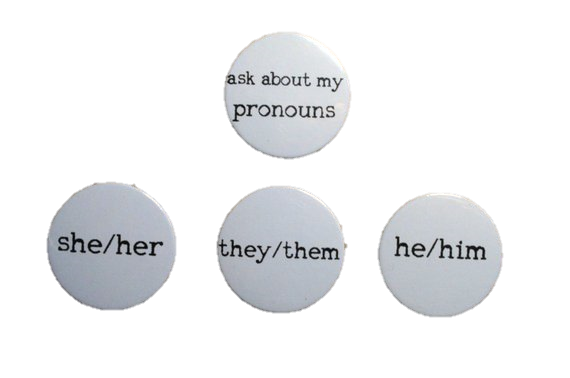 ask about my
pronouns
she/her
they/them
he/him